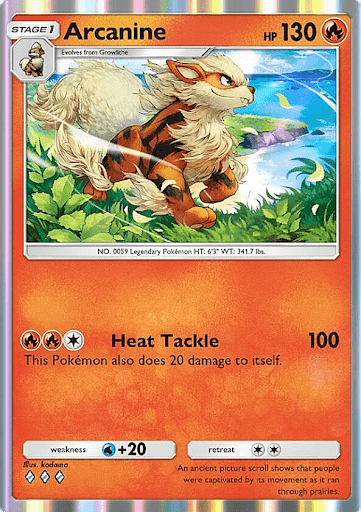 STAGE 1
Arcanine
HP 130
Evolves from Growlithe
NO. 0059 Legendary Pokémon HT: 6'3" WT: 341.7 lbs.
Heat Tackle 100
This Pokémon also does 20 damage to itself.
weakness +20
retreat
Illus. kodama
An ancient picture scroll shows that people
were captivated by its movement as it ran
through prairies.